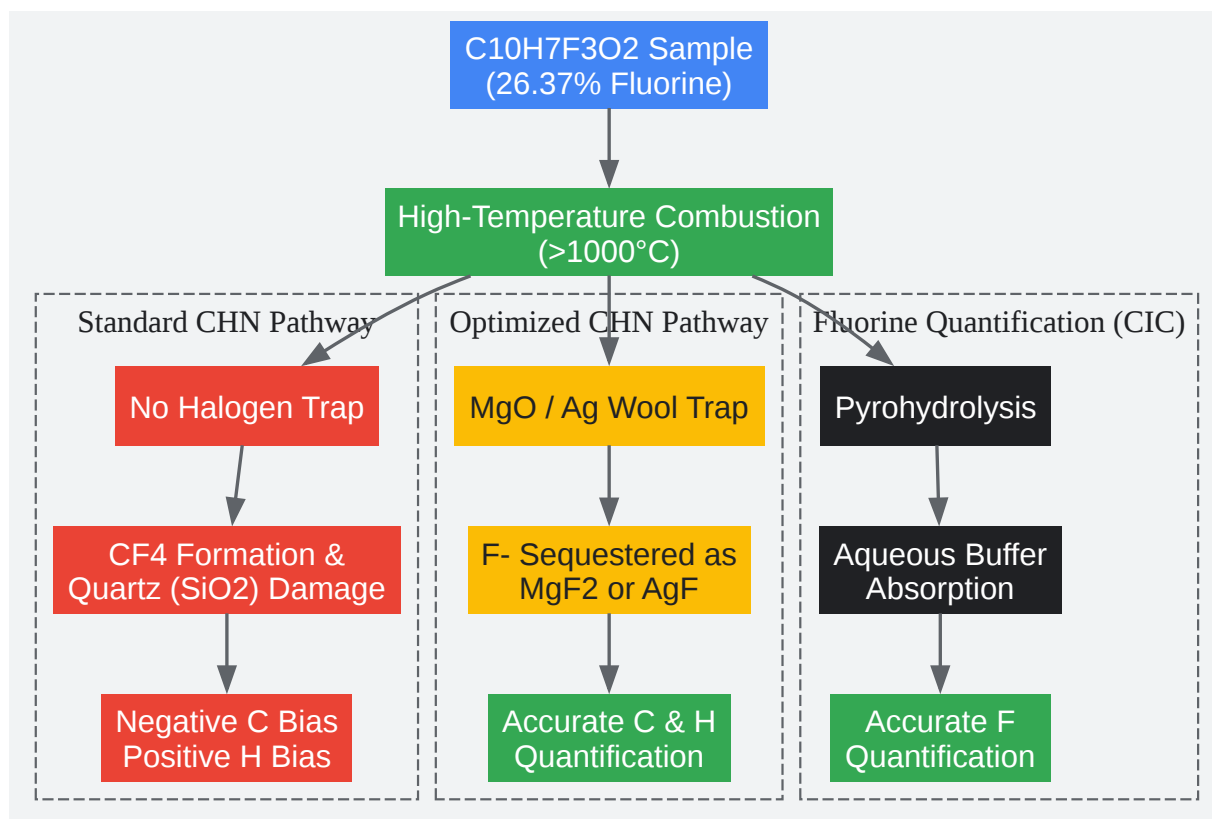 C10H7F3O2 Sample
(26.37% Fluorine)
High-Temperature Combustion
(>1000°C)
Standard CHN Pathway
No Halogen Trap
CF4 Formation &
Quartz (SiO2) Damage
Negative C Bias
Positive H Bias
Optimized CHN Pathway
MgO / Ag Wool Trap
F- Sequestered as
MgF2 or AgF
Accurate C & H
Quantification
Fluorine Quantification (CIC)
Pyrohydrolysis
Aqueous Buffer
Absorption
Accurate F
Quantification